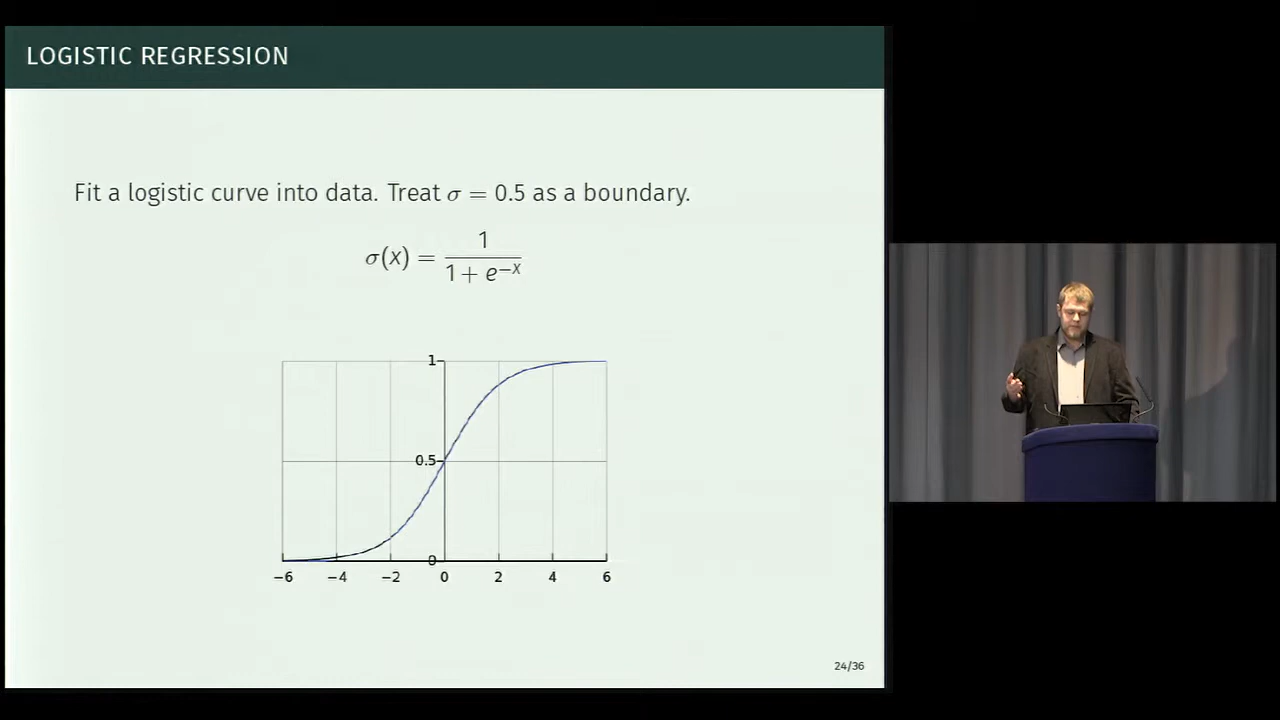 LOGISTIC REGRESSION
Fit a logistic curve into data. Treat σ = 0.5 as a boundary.
σ(x) = 1 / (1 + e^−x)
1
0.5
0
−6 −4 −2 0 2 4 6
24/36